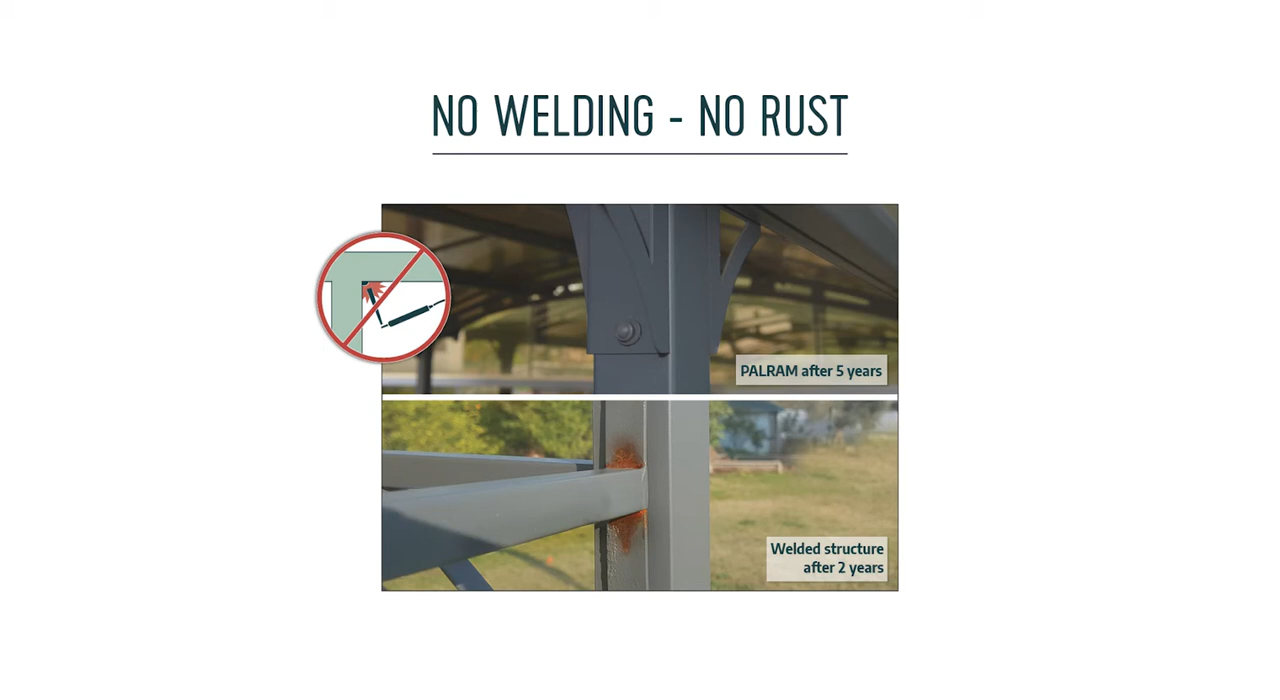 NO WELDING - NO RUST
PALRAM after 5 years
Welded structure
after 2 years